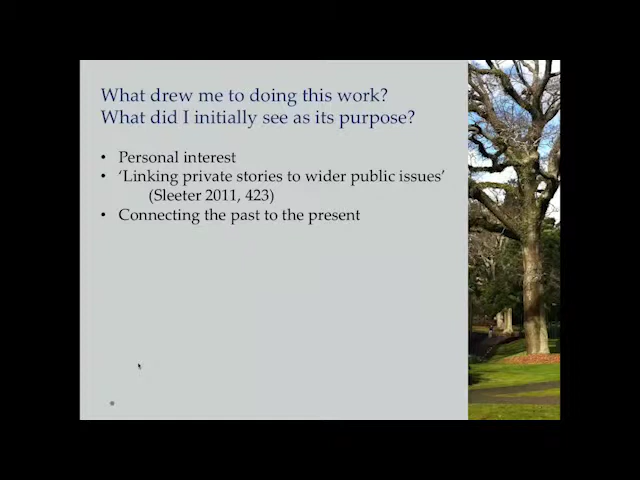 What drew me to doing this work?
What did I initially see as its purpose?
• Personal interest
• ‘Linking private stories to wider public issues’
(Sleeter 2011, 423)
• Connecting the past to the present